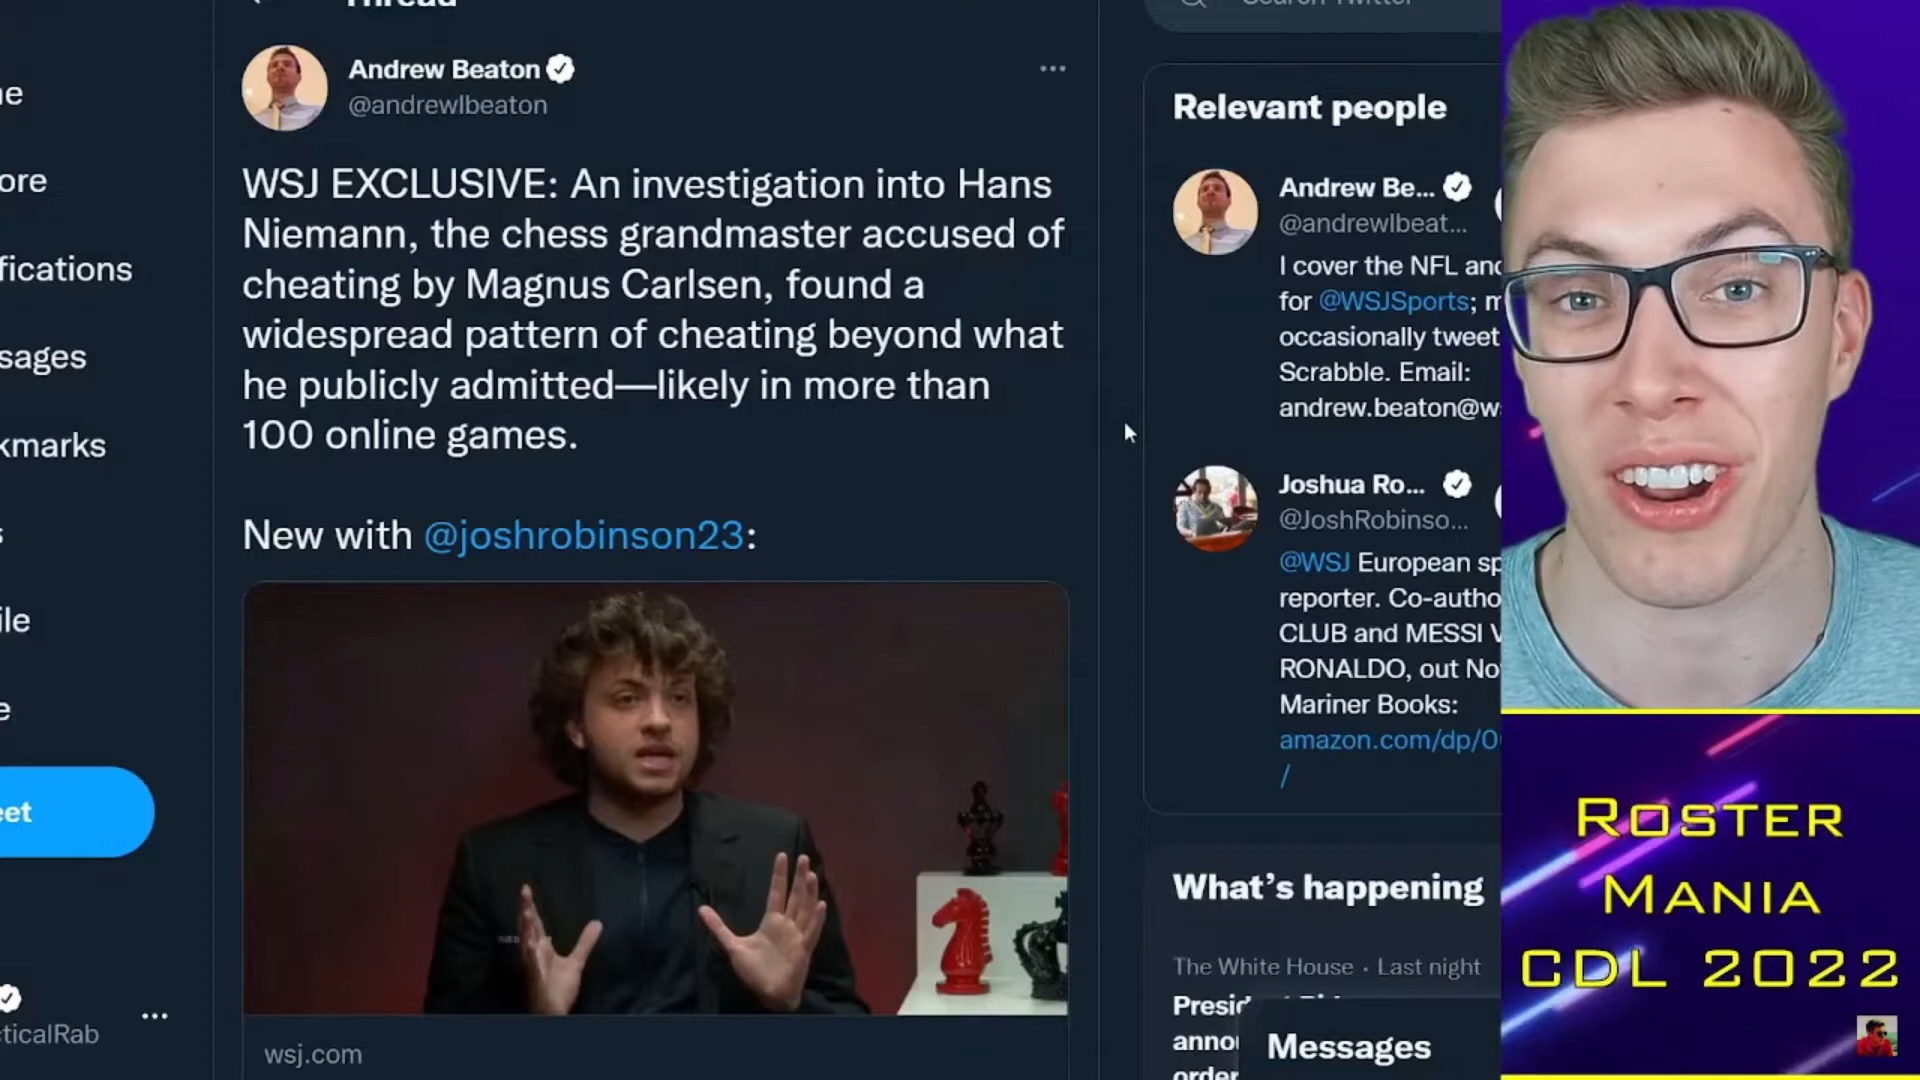 Thread
Search Twitter
Andrew Beaton
@andrewlbeaton
WSJ EXCLUSIVE: An investigation into Hans
Niemann, the chess grandmaster accused of
cheating by Magnus Carlsen, found a
widespread pattern of cheating beyond what
he publicly admitted—likely in more than
100 online games.
New with @joshrobinson23:
wsj.com
ore
fications
sages
kmarks
ile
e
eet
cticalRab
Relevant people
Andrew Be...
@andrewlbeat...
I cover the NFL and
for @WSJSports; m
occasionally tweet
Scrabble. Email:
andrew.beaton@ws
Joshua Ro...
@JoshRobinso...
@WSJ European sp
reporter. Co-autho
CLUB and MESSI V
RONALDO, out No
Mariner Books:
amazon.com/dp/0
/
What's happening
The White House · Last night
Presid
annou
order
Messages
ROSTER
MANIA
CDL 2022